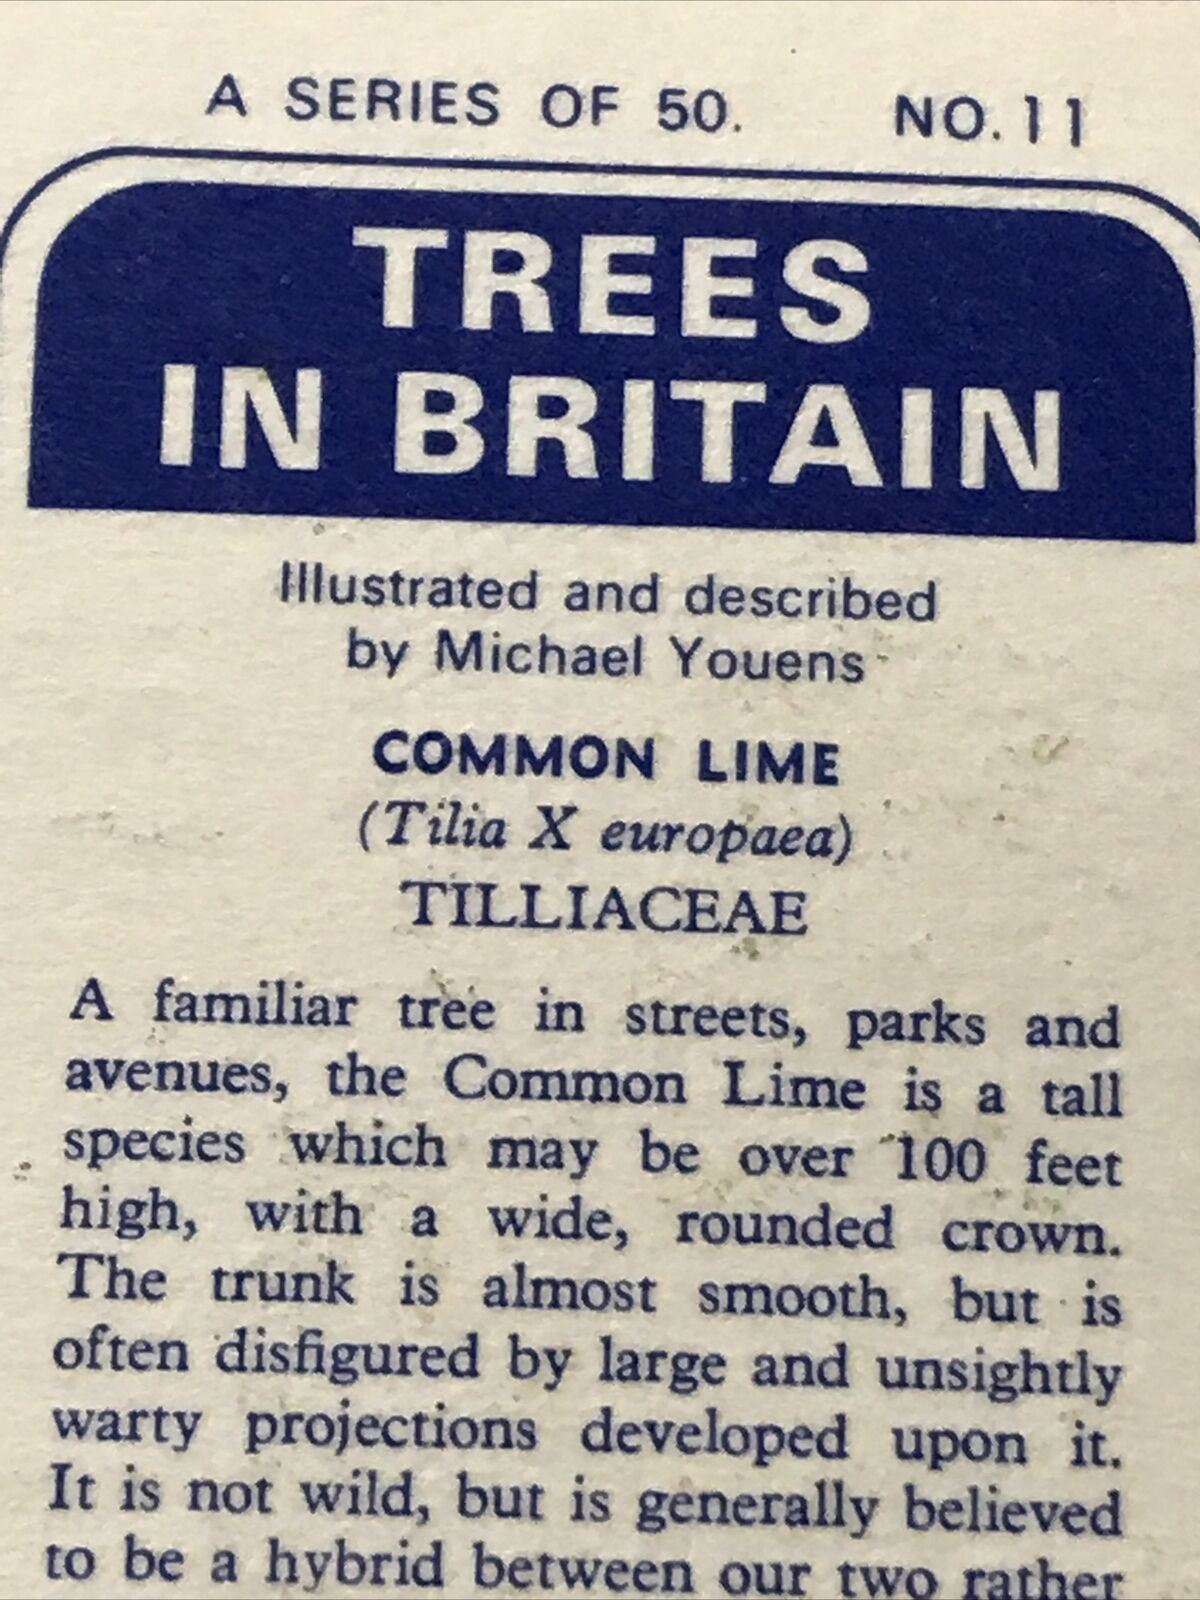 A SERIES OF 50. NO. 11
TREES
IN BRITAIN
Illustrated and described
by Michael Youens
COMMON LIME
(Tilia X europaea)
TILLIACEAE
A familiar tree in streets, parks and
avenues, the Common Lime is a tall
species which may be over 100 feet
high, with a wide, rounded crown.
The trunk is almost smooth, but is
often disfigured by large and unsightly
warty projections developed upon it.
It is not wild, but is generally believed
to be a hybrid between our two rather